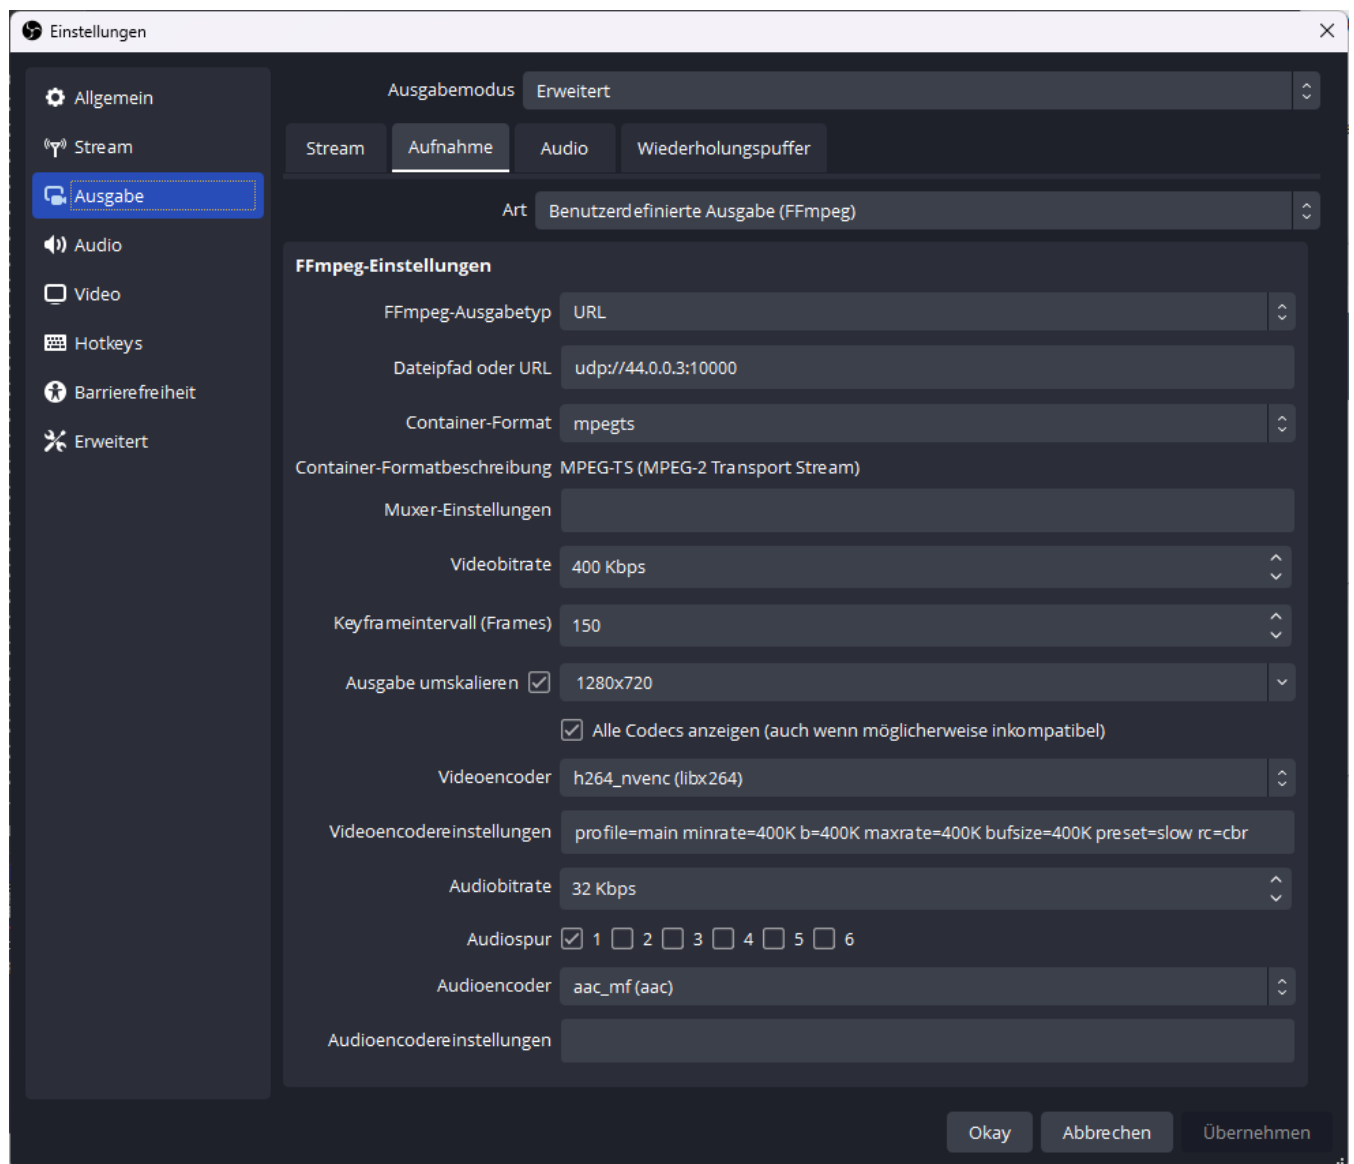 Einstellungen
Allgemein
Stream
Ausgabe
Audio
Video
Hotkeys
Barrierefreiheit
Erweitert
Ausgabemodus Erweitert
Stream Aufnahme Audio Wiederholungspuffer
Art Benutzerdefinierte Ausgabe (FFmpeg)
FFmpeg-Einstellungen
FFmpeg-Ausgabetyp URL
Dateipfad oder URL udp://44.0.0.3:10000
Container-Format mpegts
Container-Formatbeschreibung MPEG-TS (MPEG-2 Transport Stream)
Muxer-Einstellungen
Videobitrate 400 Kbps
Keyframeintervall (Frames) 150
Ausgabe umskalieren 1280x720
Alle Codecs anzeigen (auch wenn möglicherweise inkompatibel)
Videoencoder h264_nvenc (libx264)
Videoencodereinstellungen profile=main minrate=400K b=400K maxrate=400K bufsize=400K preset=slow rc=cbr
Audiobitrate 32 Kbps
Audiospur 1 2 3 4 5 6
Audioencoder aac_mf (aac)
Audioencodereinstellungen
Okay Abbrechen Übernehmen